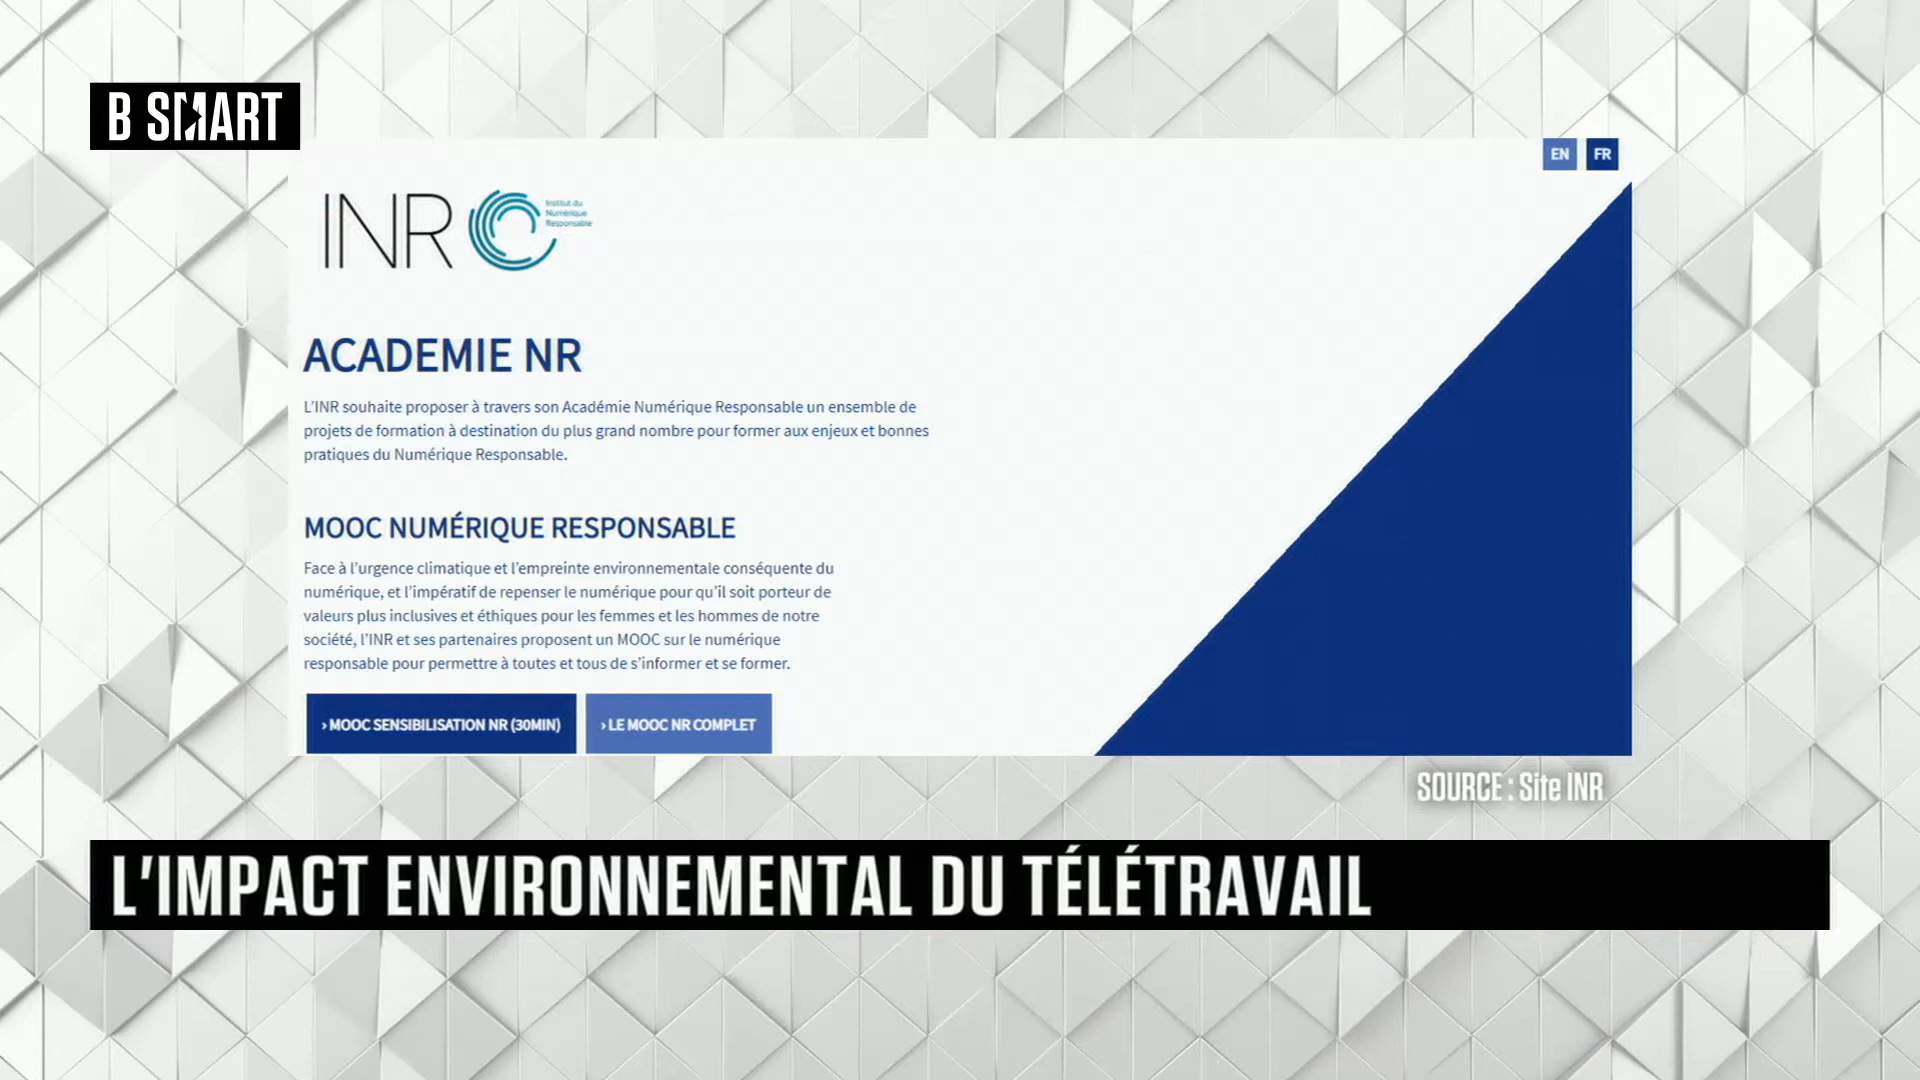 B SMART
EN FR
INR
Institut du
Numérique
Responsable
ACADEMIE NR
L’INR souhaite proposer à travers son Académie Numérique Responsable un ensemble de
projets de formation à destination du plus grand nombre pour former aux enjeux et bonnes
pratiques du Numérique Responsable.
MOOC NUMÉRIQUE RESPONSABLE
Face à l’urgence climatique et l’empreinte environnementale conséquente du
numérique, et l’impératif de repenser le numérique pour qu’il soit porteur de
valeurs plus inclusives et éthiques pour les femmes et les hommes de notre
société, l’INR et ses partenaires proposent un MOOC sur le numérique
responsable pour permettre à toutes et tous de s’informer et se former.
› MOOC SENSIBILISATION NR (30MIN) › LE MOOC NR COMPLET
SOURCE : Site INR
L’IMPACT ENVIRONNEMENTAL DU TÉLÉTRAVAIL